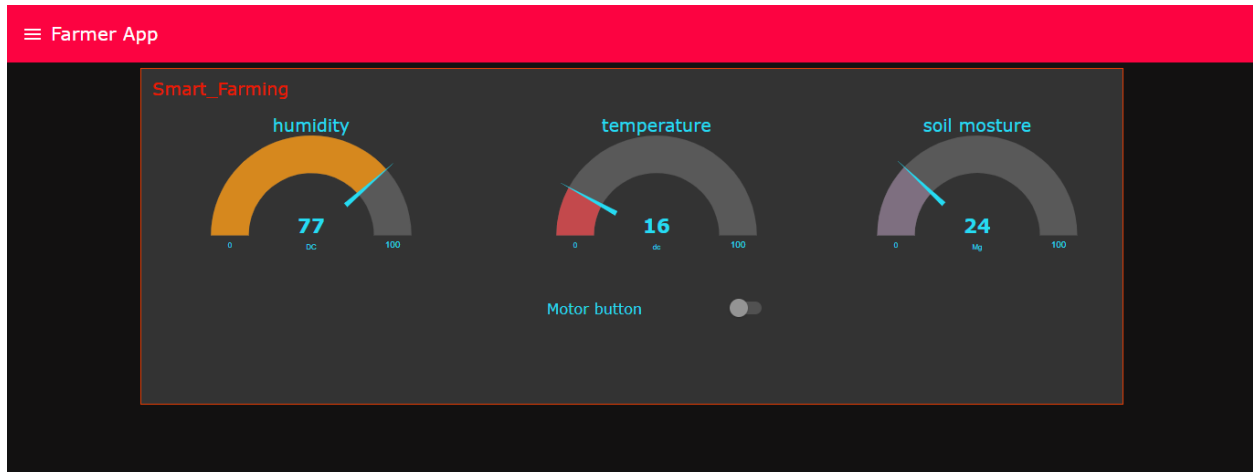 Farmer App
Smart_Farming
humidity
77
DC
0
100
temperature
16
dc
0
100
soil mosture
24
Mg
0
100
Motor button